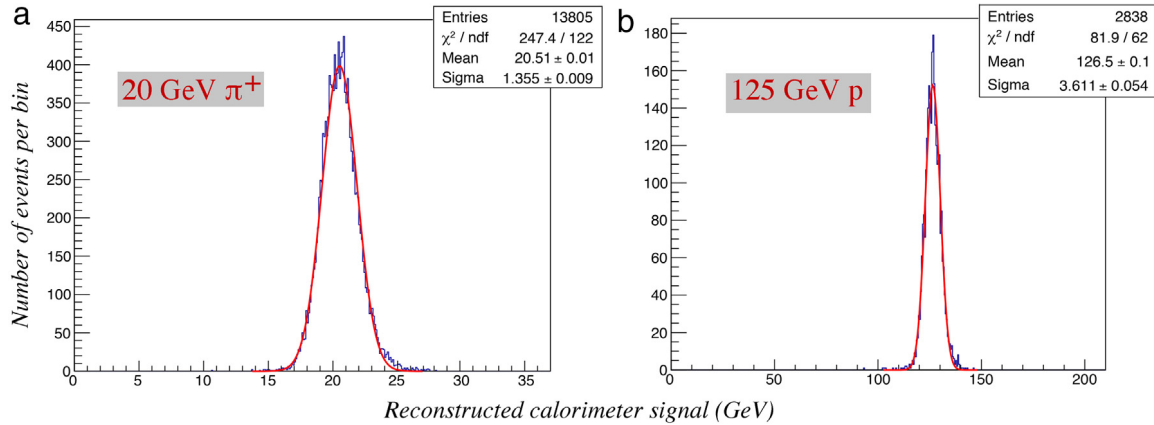 a
Entries 13805
χ² / ndf 247.4 / 122
Mean 20.51 ± 0.01
Sigma 1.355 ± 0.009
20 GeV π⁺
Number of events per bin
450
400
350
300
250
200
150
100
50
0
0 5 10 15 20 25 30 35
b
Entries 2838
χ² / ndf 81.9 / 62
Mean 126.5 ± 0.1
Sigma 3.611 ± 0.054
125 GeV p
180
160
140
120
100
80
60
40
20
0
0 50 100 150 200
Reconstructed calorimeter signal (GeV)